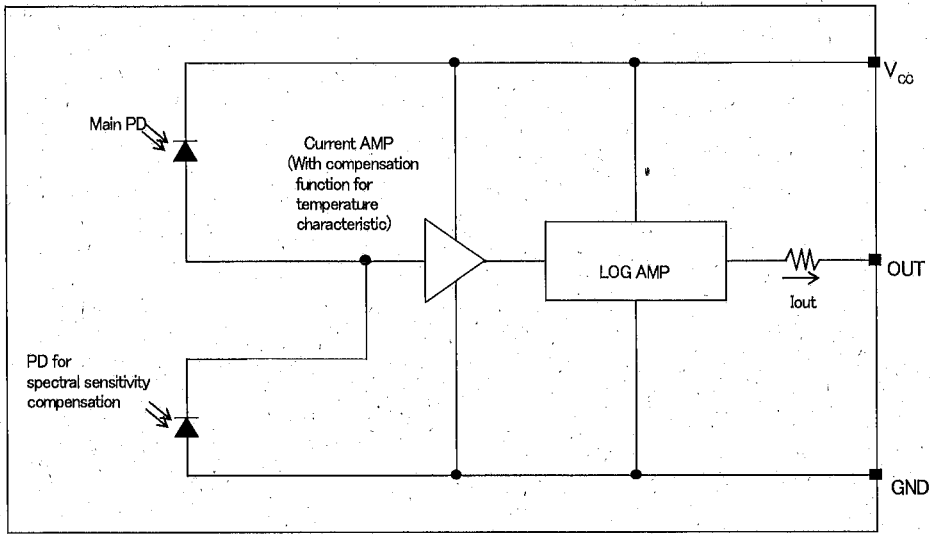 V CC
Main PD
Current AMP
(With compensation
function for
temperature
characteristic)
LOG AMP
OUT
Iout
PD for
spectral sensitivity
compensation
GND